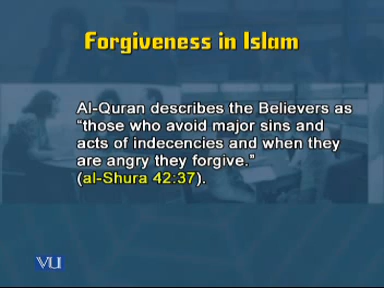 Forgiveness in Islam
Al-Quran describes the Believers as
"those who avoid major sins and
acts of indecencies and when they
are angry they forgive."
(al-Shura 42:37).
VU